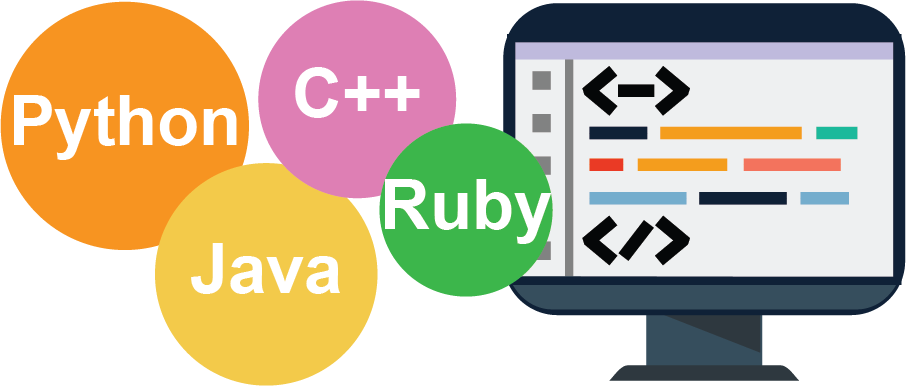 Python
C++
Java
Ruby
<->
</>